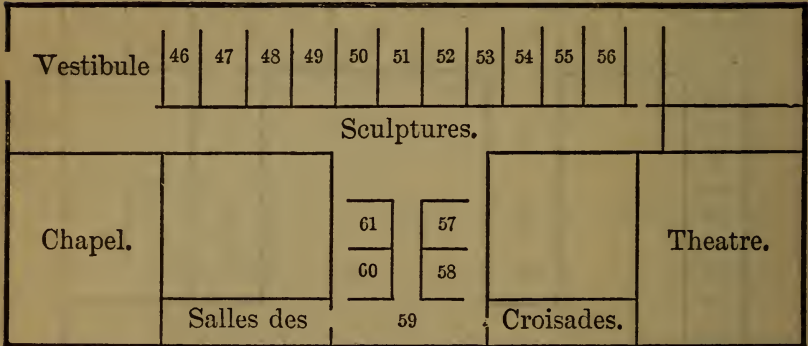 Vestibule 46 47 48 49 50 51 52 53 54 55 56
Sculptures.
Chapel. 61 57 Theatre.
60 58
Salles des 59 Croisades.